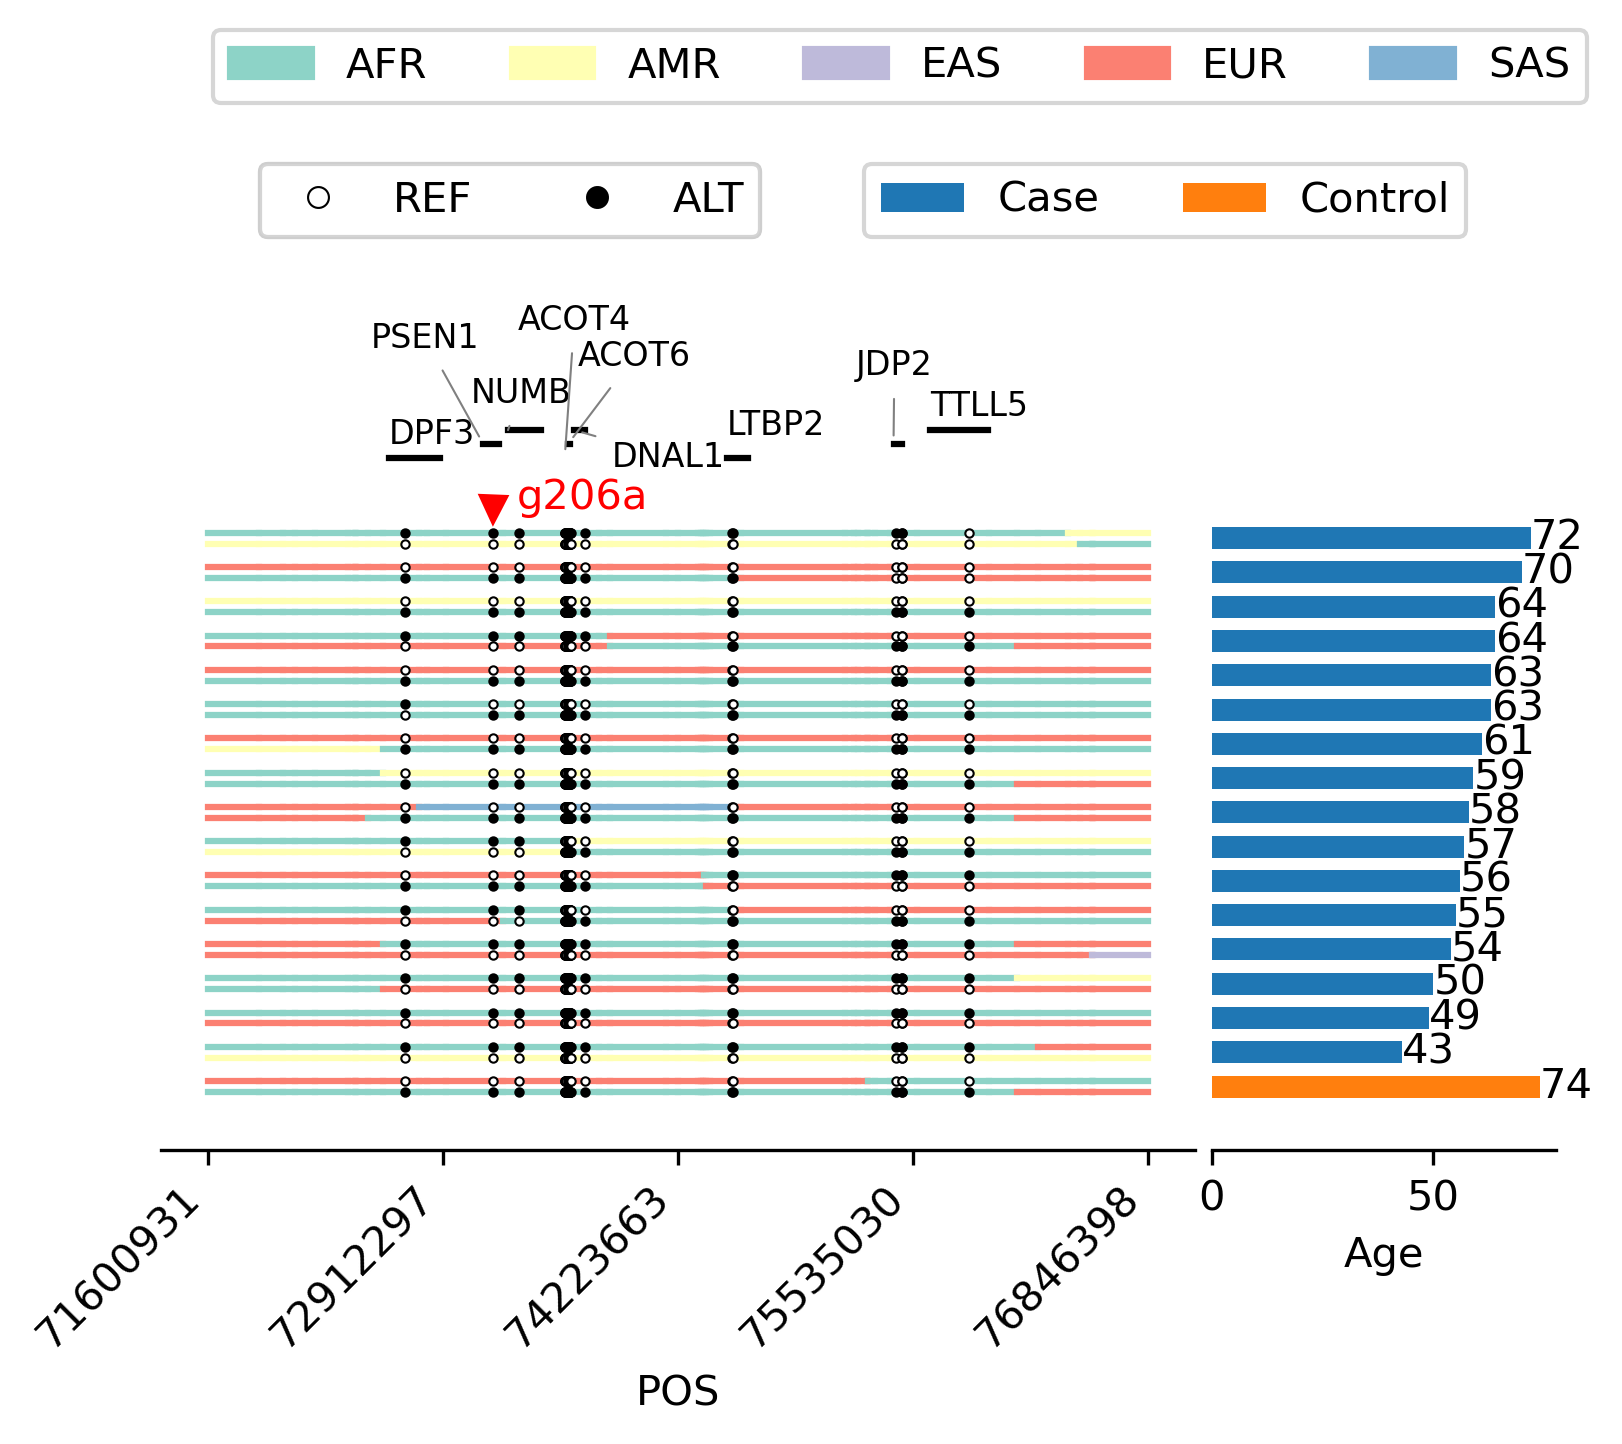 AFR AMR EAS EUR SAS
REF ALT Case Control
ACOT4
PSEN1
ACOT6
JDP2
NUMB
TTLL5
LTBP2
DPF3
DNAL1
g206a
72
70
64
64
63
63
61
59
58
57
56
55
54
50
49
43
74
71600931 72912297 74223663 75535030 76846398 0 50
Age
POS